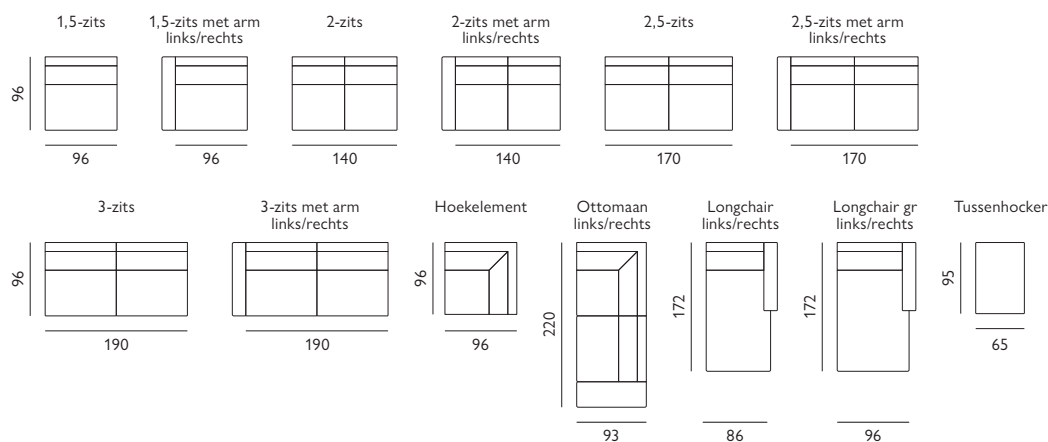 1,5-zits
1,5-zits met arm
links/rechts
2-zits
2-zits met arm
links/rechts
2,5-zits
2,5-zits met arm
links/rechts
96
96
96
140
140
170
170
3-zits
3-zits met arm
links/rechts
Hoekelement
Ottomaan
links/rechts
Longchair
links/rechts
Longchair gr
links/rechts
Tussenhocker
96
190
190
96
96
220
93
172
86
172
96
95
65